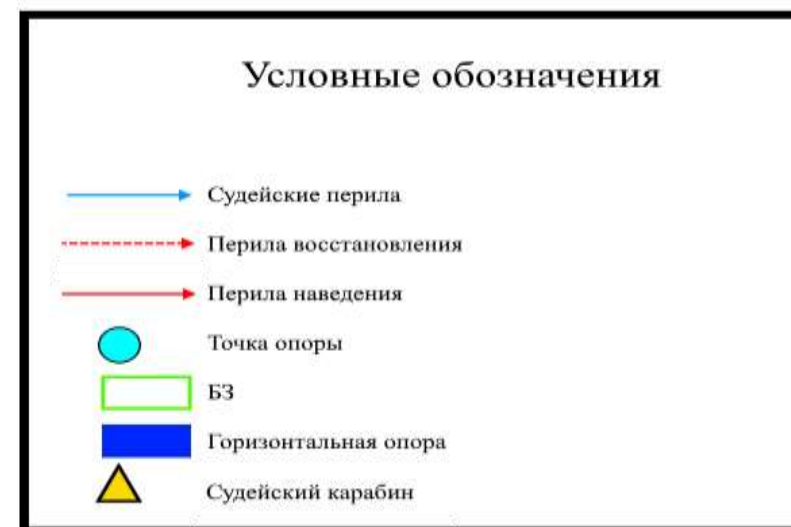 Условные обозначения
Судейские перила
Перила восстановления
Перила наведения
Точка опоры
БЗ
Горизонтальная опора
Судейский карабин